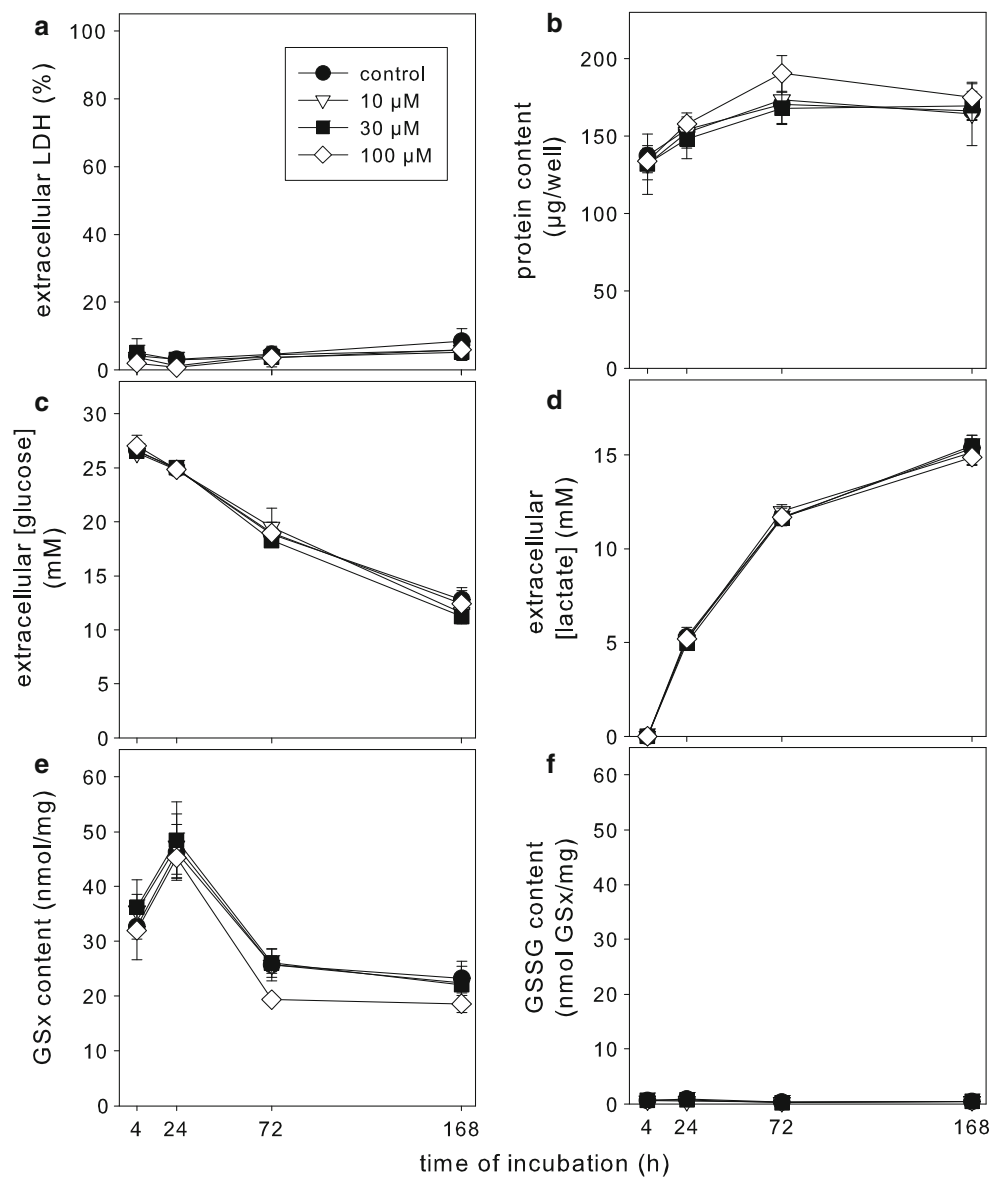 a
extracellular LDH (%)
100
80
60
40
20
0
control
10 µM
30 µM
100 µM
b
protein content
(µg/well)
200
150
100
50
0
c
extracellular [glucose]
(mM)
30
25
20
15
10
5
0
d
extracellular
[lactate] (mM)
15
10
5
0
e
GSx content (nmol/mg)
60
50
40
30
20
10
0
4 24 72 168
f
GSSG content
(nmol GSx/mg)
60
50
40
30
20
10
0
4 24 72 168
time of incubation (h)